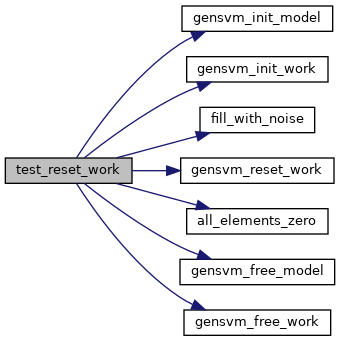 gensvm_init_model
gensvm_init_work
fill_with_noise
test_reset_work
gensvm_reset_work
all_elements_zero
gensvm_free_model
gensvm_free_work